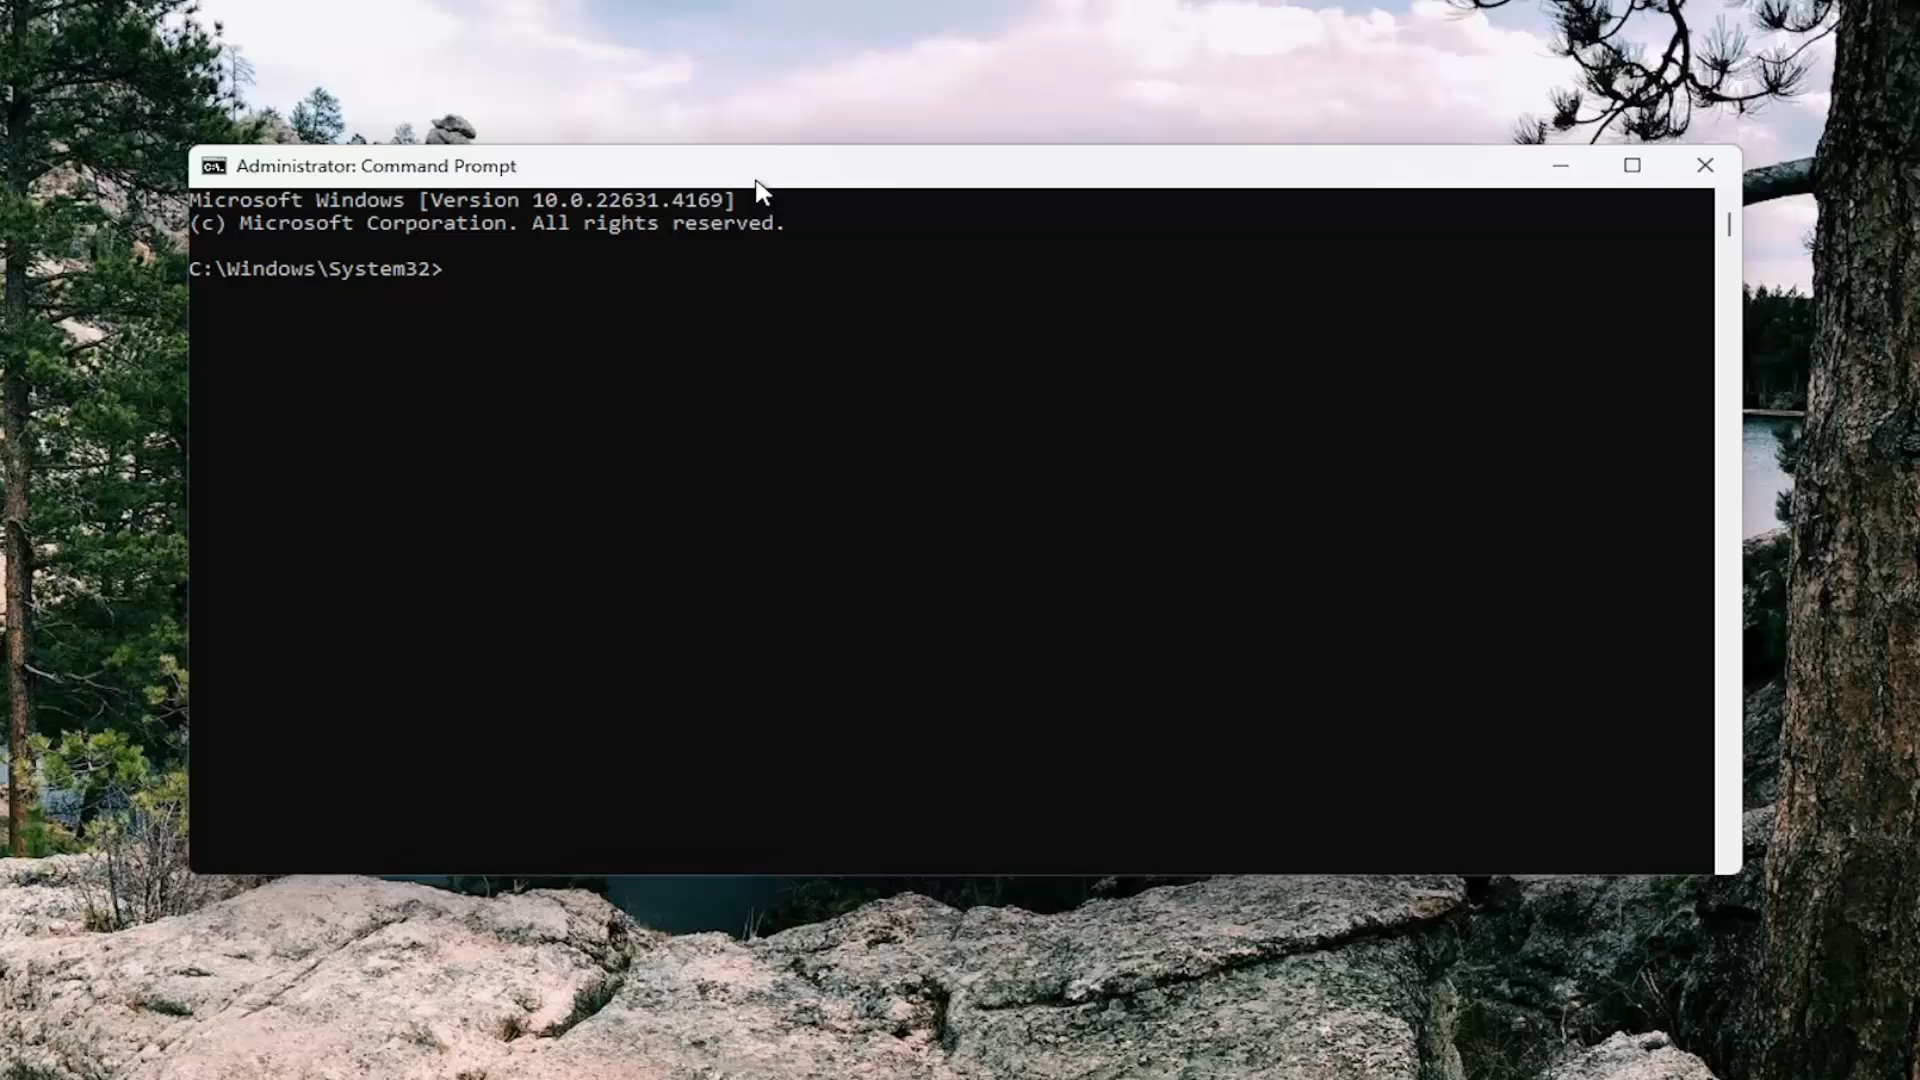 Administrator: Command Prompt
Microsoft Windows [Version 10.0.22631.4169]
(c) Microsoft Corporation. All rights reserved.
C:\Windows\System32>